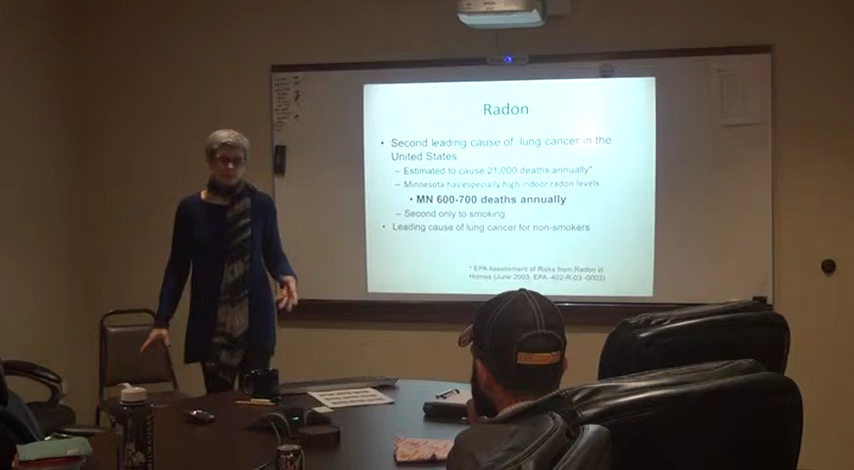 Radon
• Second leading cause of lung cancer in the
United States
– Estimated to cause 21,000 deaths annually*
– Minnesota has especially high indoor radon levels
• MN 600-700 deaths annually
– Second only to smoking
• Leading cause of lung cancer for non-smokers
* EPA Assessment of Risks from Radon in
Homes (June 2003, EPA -402-R-03 -0003)